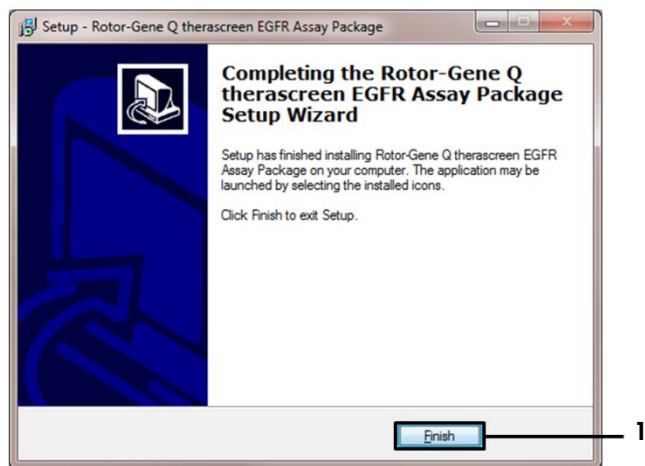 Setup - Rotor-Gene Q therascreen EGFR Assay Package
Completing the Rotor-Gene Q
therascreen EGFR Assay Package
Setup Wizard
Setup has finished installing Rotor-Gene Q therascreen EGFR
Assay Package on your computer. The application may be
launched by selecting the installed icons.
Click Finish to exit Setup.
Finish
1